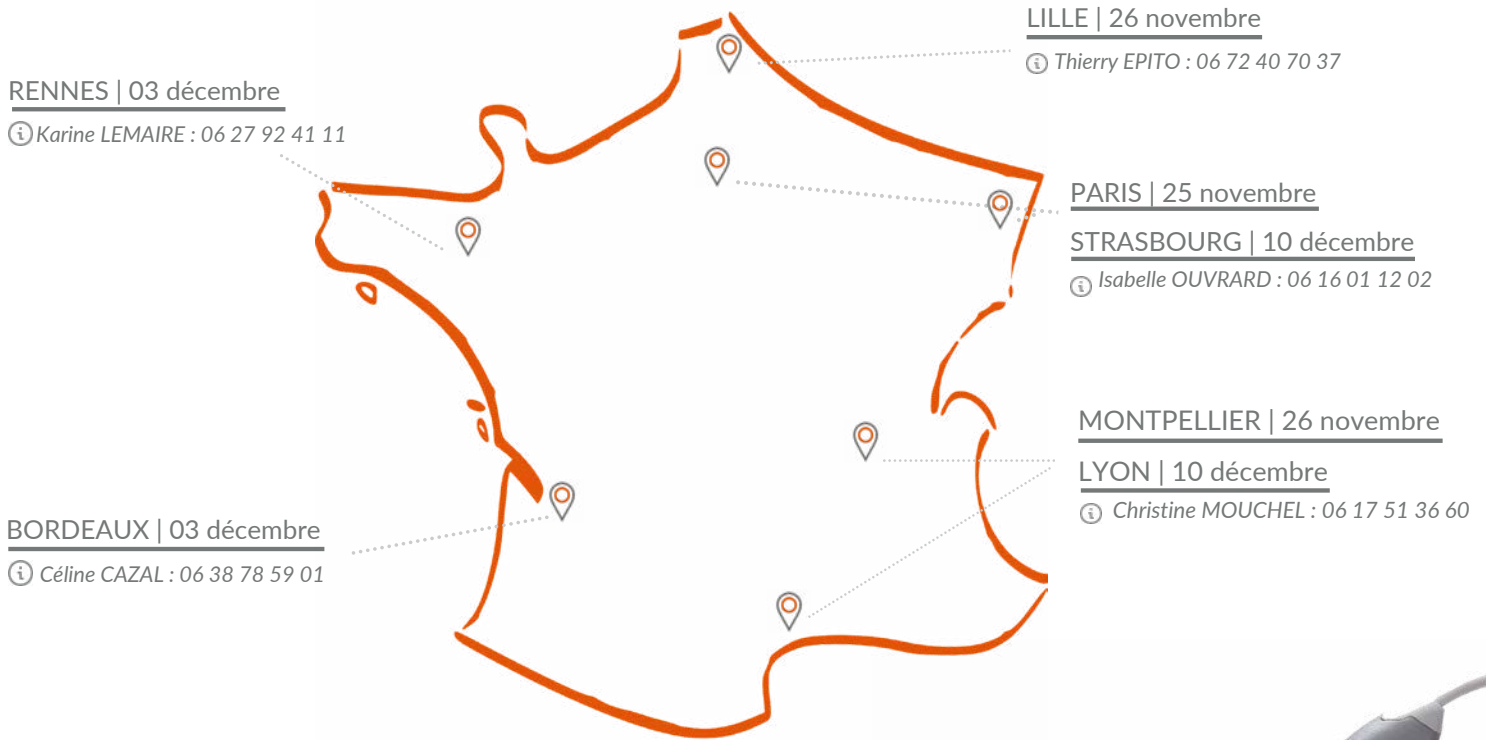 LILLE | 26 novembre
Thierry EPITO : 06 72 40 70 37
RENNES | 03 décembre
Karine LEMAIRE : 06 27 92 41 11
PARIS | 25 novembre
STRASBOURG | 10 décembre
Isabelle OUVRARD : 06 16 01 12 02
MONTPELLIER | 26 novembre
LYON | 10 décembre
Christine MOUCHEL : 06 17 51 36 60
BORDEAUX | 03 décembre
Céline CAZAL : 06 38 78 59 01